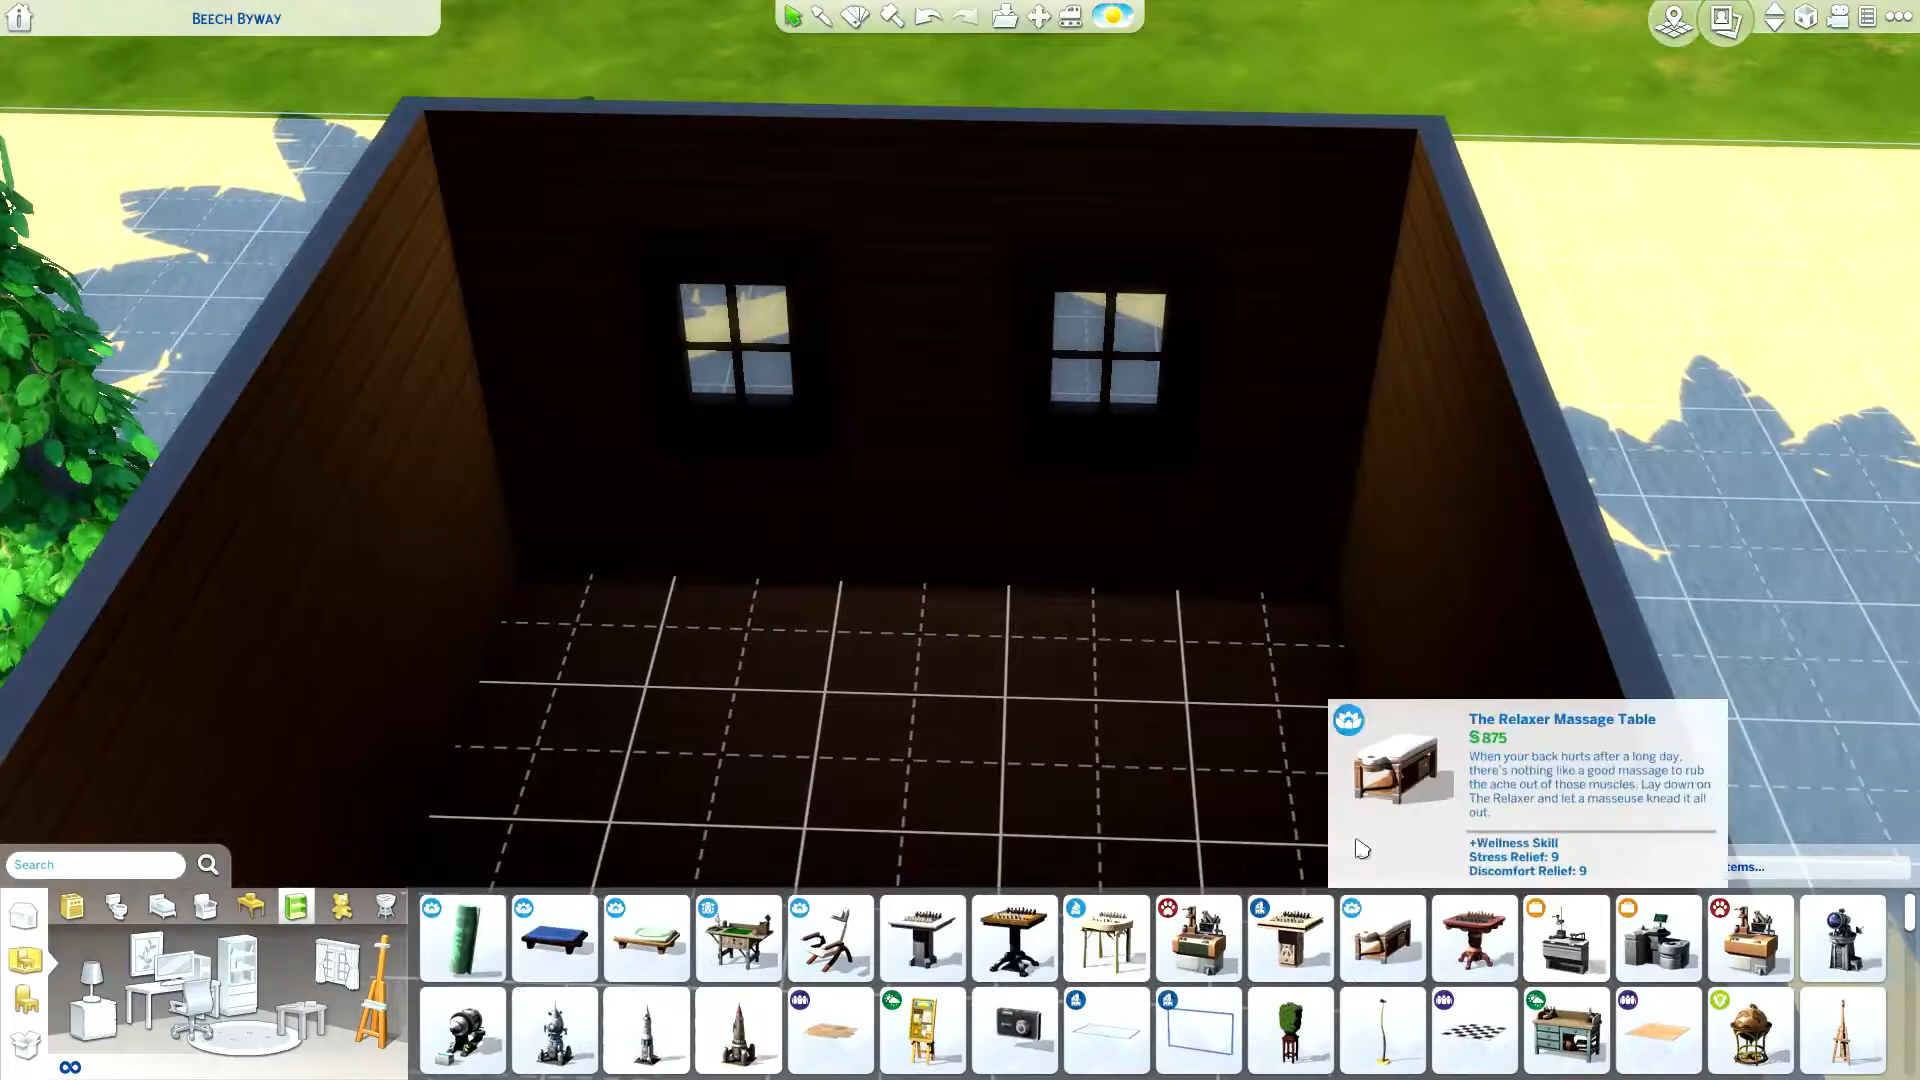 BEECH BYWAY
The Relaxer Massage Table
§875
When your back hurts after a long day,
there's nothing like a good massage to rub
the ache out of those muscles. Lay down on
The Relaxer and let a masseuse knead it all
out.
+Wellness Skill
Stress Relief: 9
Discomfort Relief: 9
Search
tems...